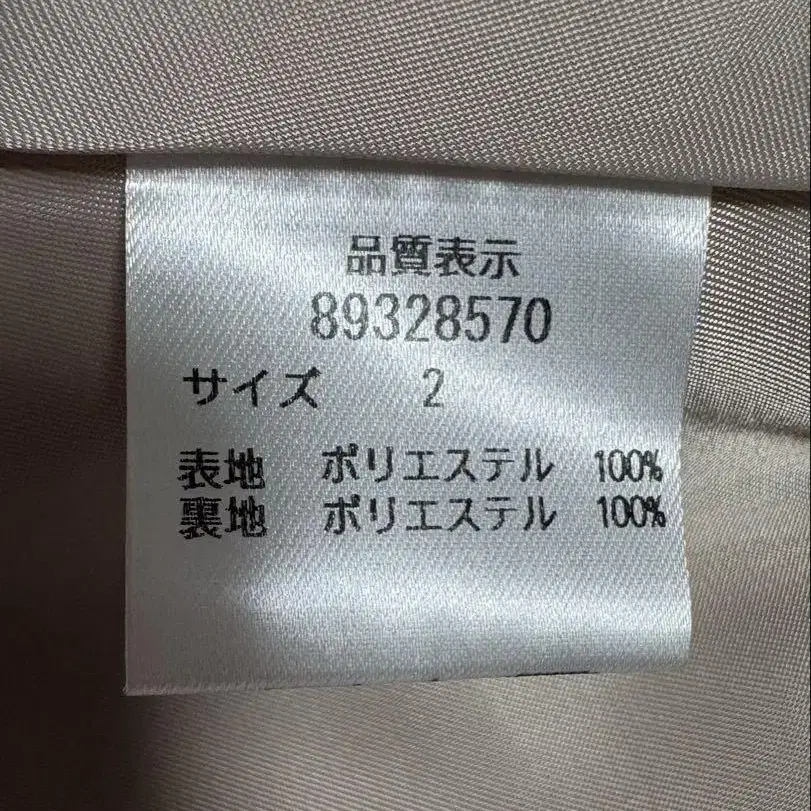 品質表示
89328570
サイズ 2
表地 ポリエステル 100%
裏地 ポリエステル 100%